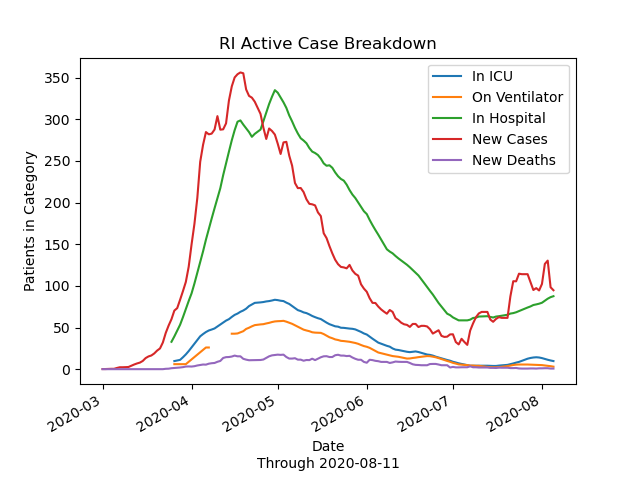 RI Active Case Breakdown
In ICU
On Ventilator
In Hospital
New Cases
New Deaths
Patients in Category
350
300
250
200
150
100
50
0
2020-03
2020-04
2020-05
2020-06
2020-07
2020-08
Date
Through 2020-08-11